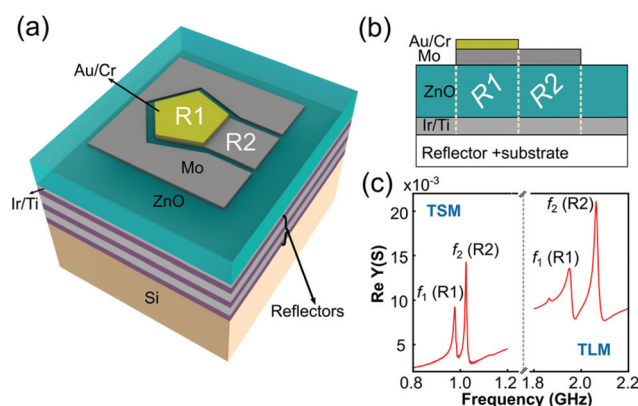 (a)
Au/Cr
R1
R2
Mo
ZnO
Ir/Ti
Si
Reflectors
(b)
Au/Cr
Mo
ZnO
R1
R2
Ir/Ti
Reflector +substrate
(c)
×10⁻³
20
15
10
5
Re Y(S)
TSM
f₁ (R1)
f₂ (R2)
f₁ (R1)
f₂ (R2)
TLM
0.8 1.0 1.2 1.8 2.0 2.2
Frequency (GHz)